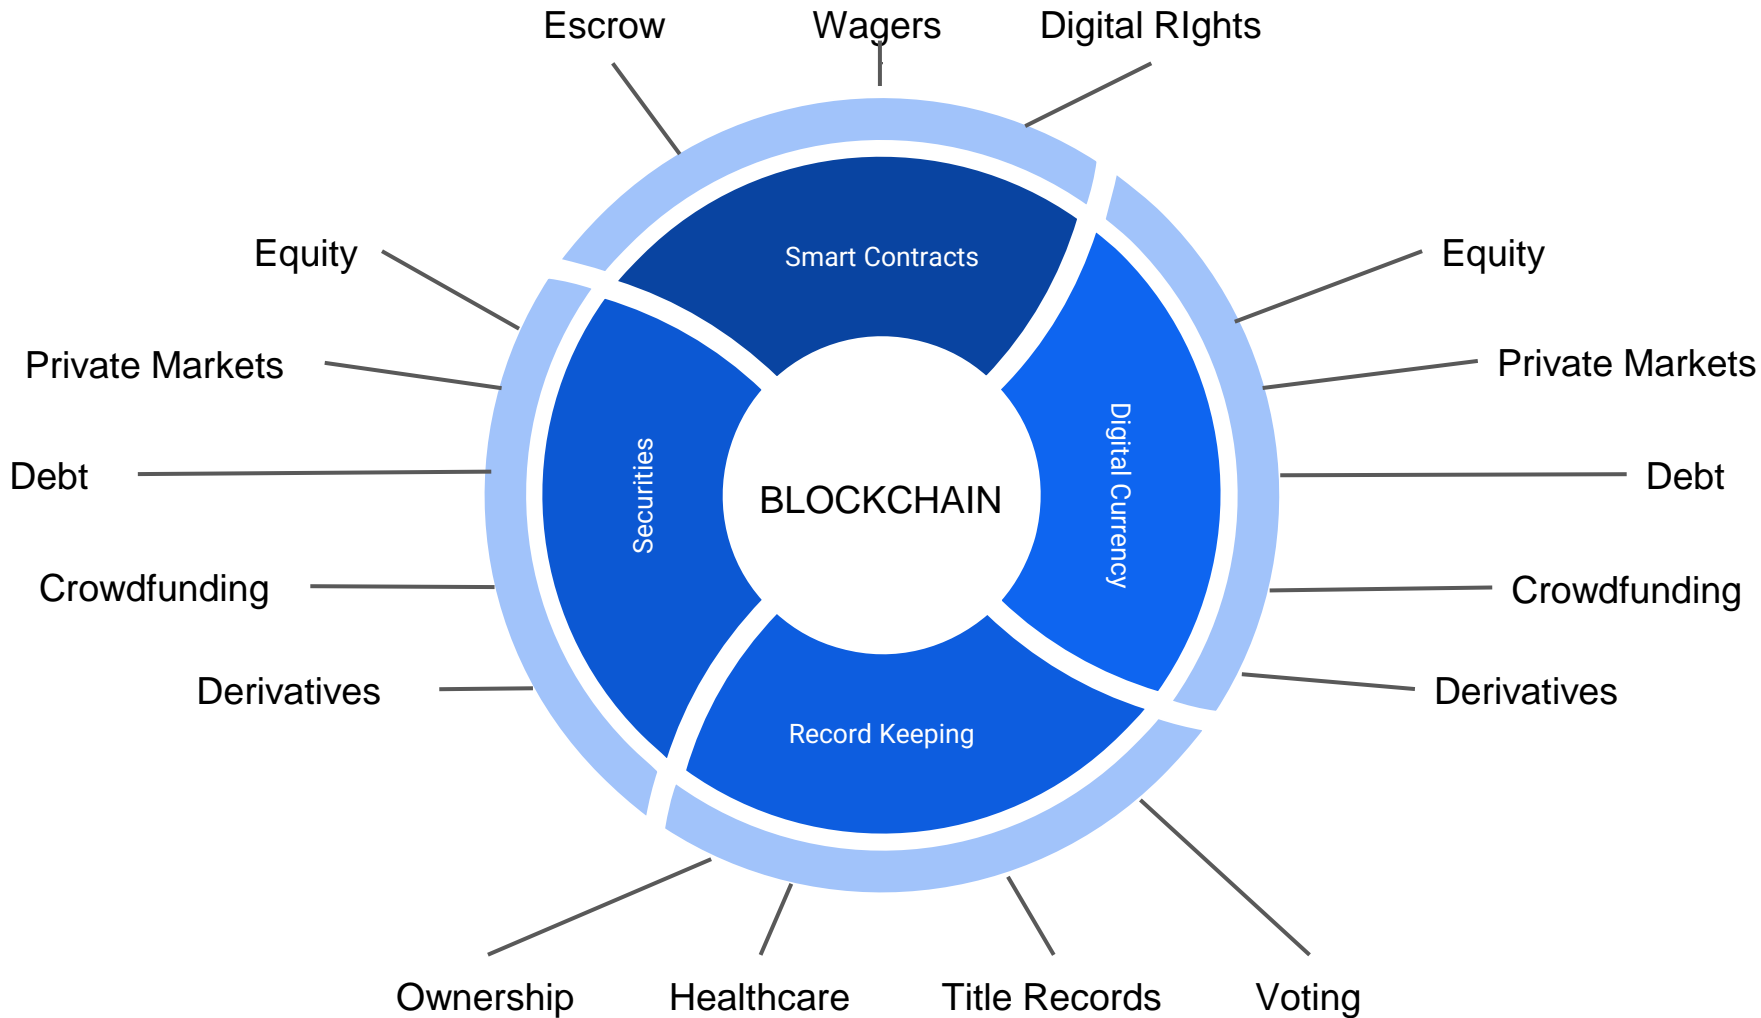 Escrow
Wagers
Digital RIghts
Smart Contracts
Equity
Equity
Private Markets
Private Markets
Securities
BLOCKCHAIN
Digital Currency
Debt
Debt
Crowdfunding
Crowdfunding
Derivatives
Derivatives
Record Keeping
Ownership
Healthcare
Title Records
Voting